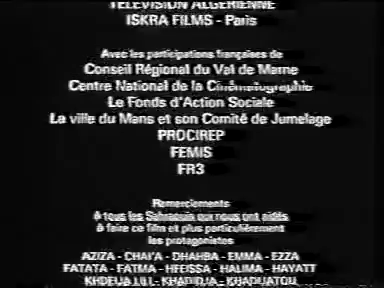 TELEVISION ALGERIENNE
ISKRA FILMS - Paris
Avec les participations françaises de
Conseil Régional du Val de Marne
Centre National de la Cinématographie
Le Fonds d'Action Sociale
La ville du Mans et son Comité de Jumelage
PROCIREP
FEMIS
FR3
Remerciements
à tous les Sahraouis qui nous ont aidés
à faire ce film et plus particulièrement
les protagonistes
AZIZA - CHAI'A - DHAHBA - EMMA - EZZA
FATATA - FATMA - HFEISSA - HALIMA - HAYATT
- KHADIDJA - KHADUATOU